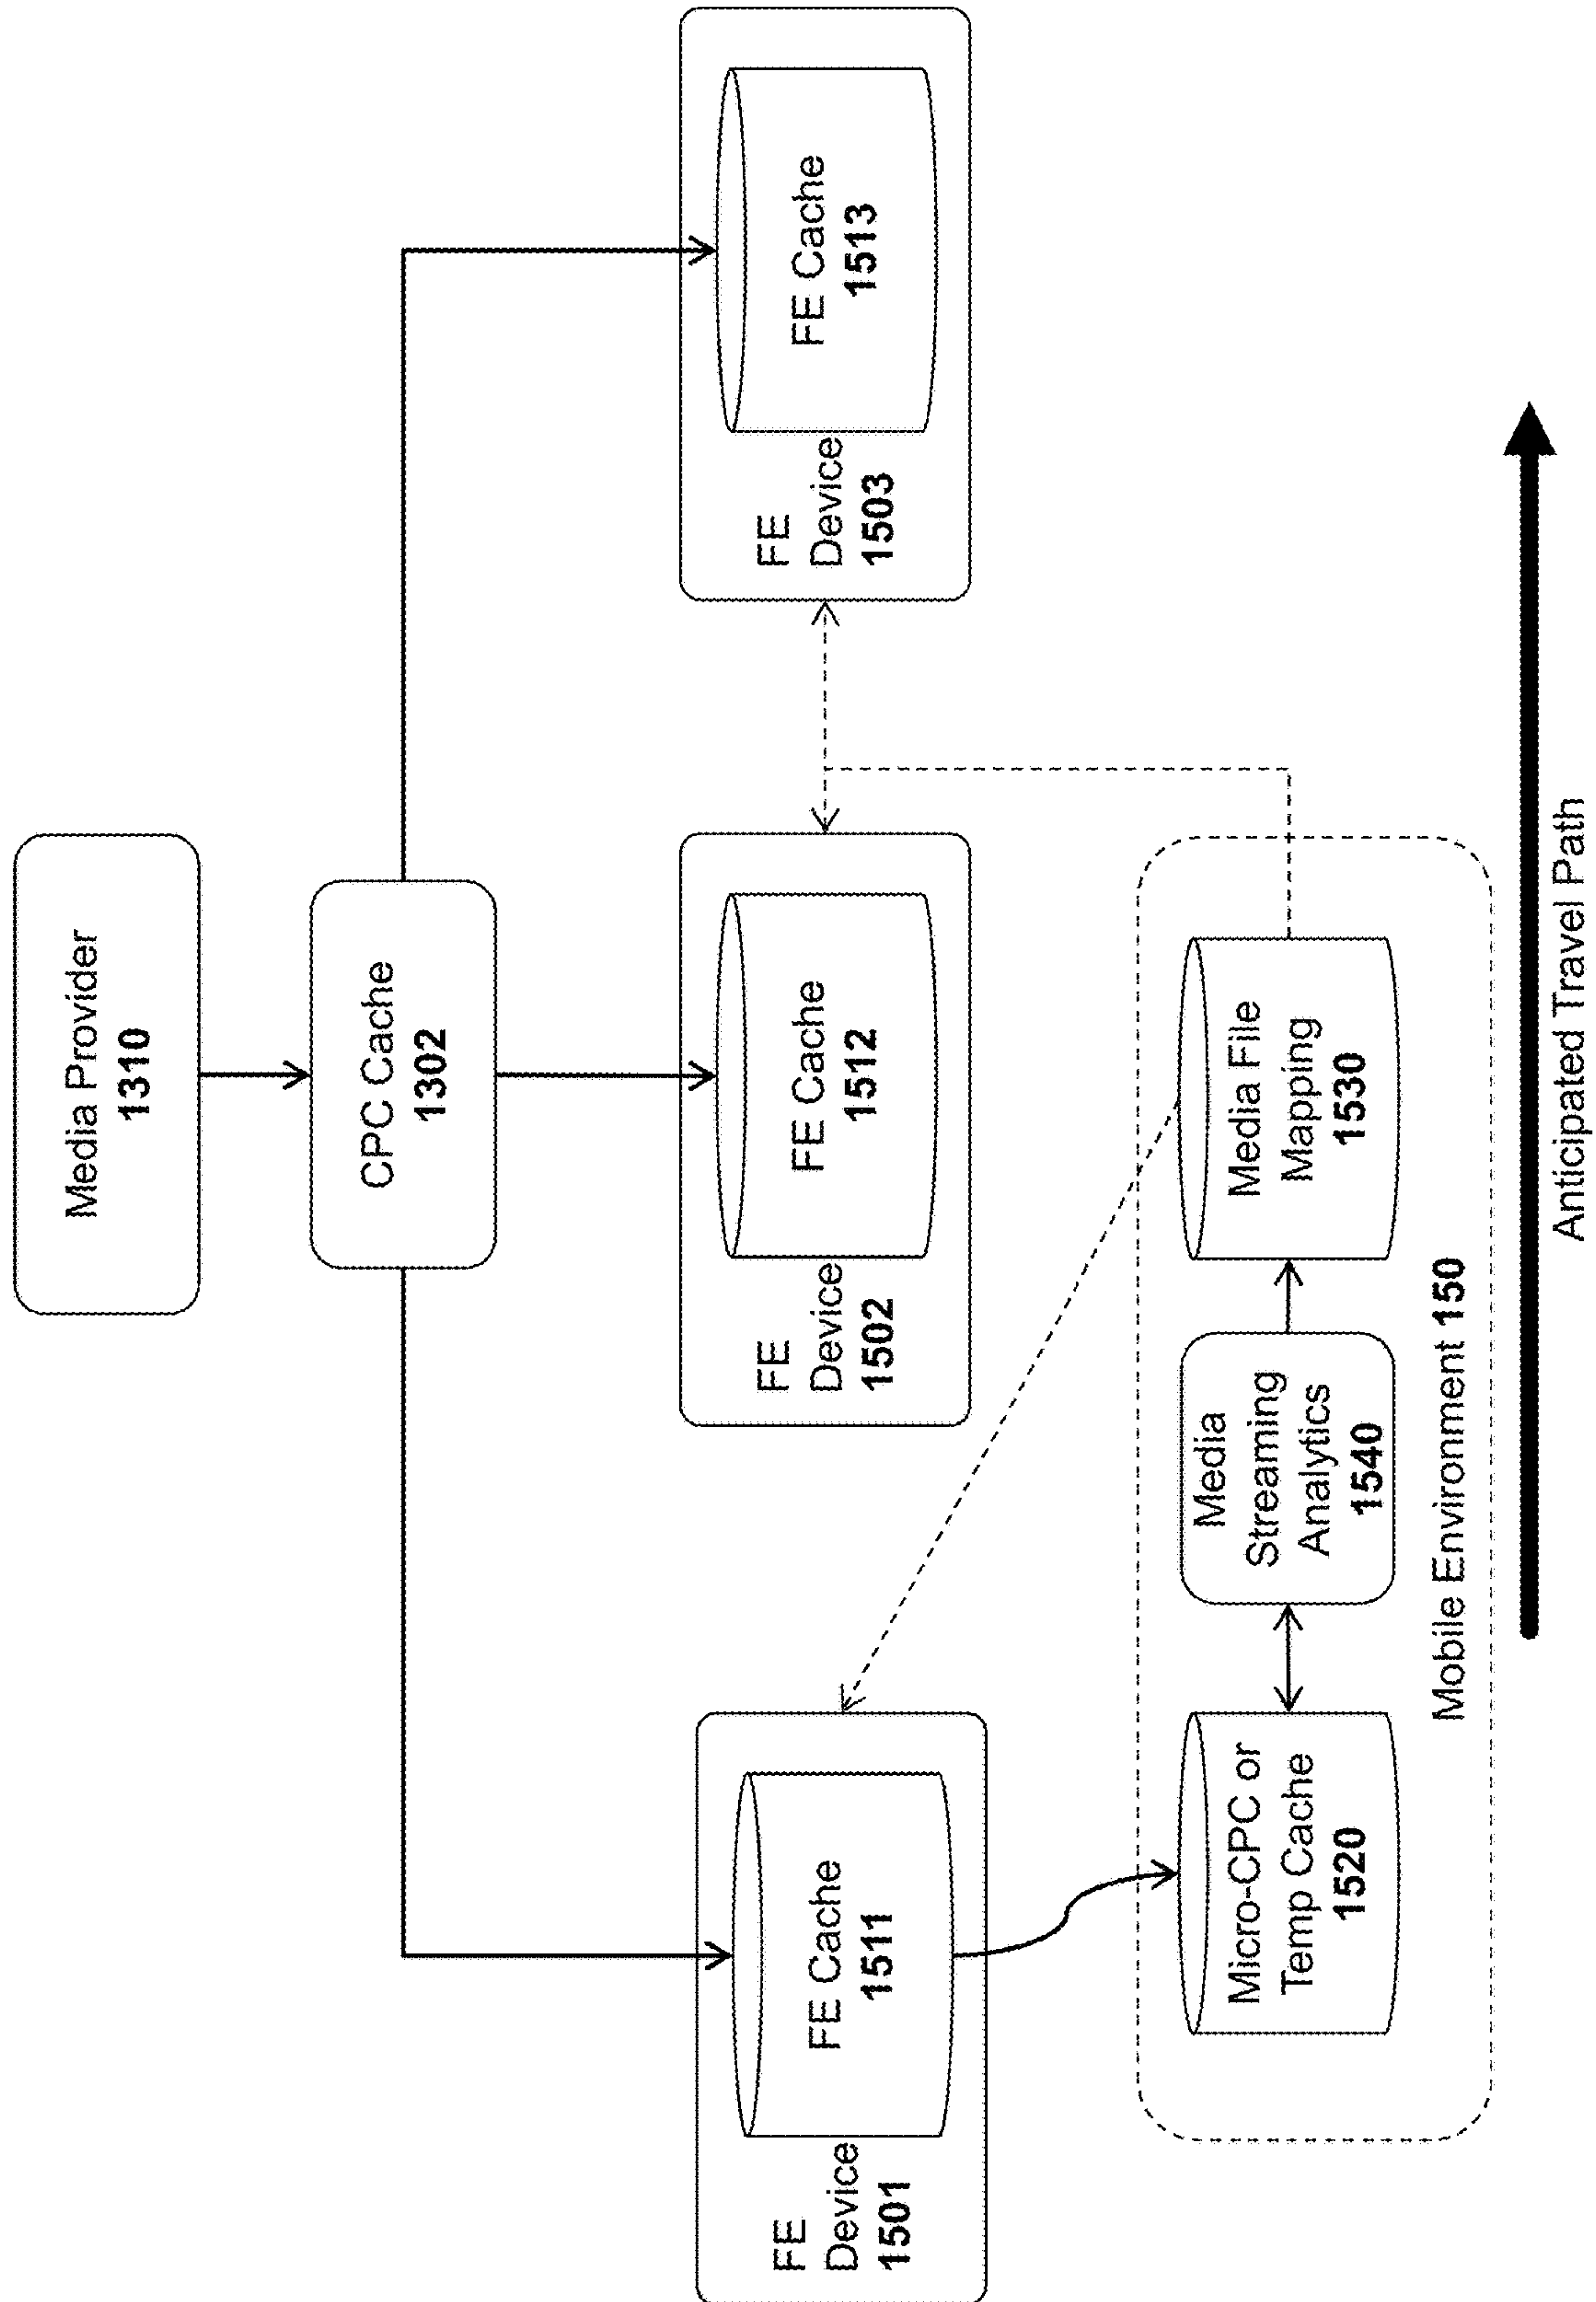 Media Provider
1310
CPC Cache
1302
FE Cache
1511
FE
Device
1501
FE Cache
1512
FE
Device
1502
FE Cache
1513
FE
Device
1503
Micro-CPC or
Temp Cache
1520
Media
Streaming
Analytics
1540
Media File
Mapping
1530
Mobile Environment 150
Anticipated Travel Path